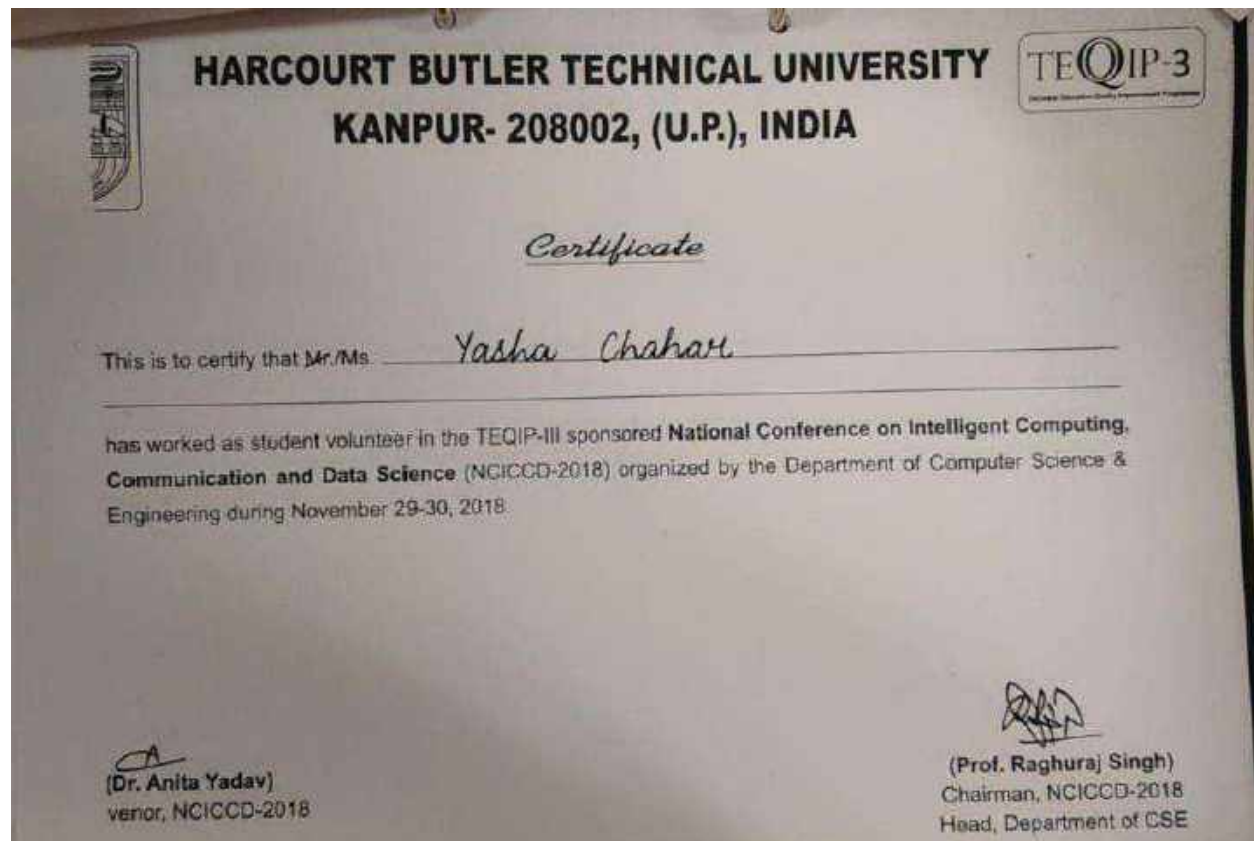 HARCOURT BUTLER TECHNICAL UNIVERSITY
TEQIP-3
KANPUR- 208002, (U.P.), INDIA
Certificate
This is to certify that Mr./Ms Yasha Chahar
has worked as student volunteer in the TEQIP-III sponsored National Conference on Intelligent Computing,
Communication and Data Science (NCICCD-2018) organized by the Department of Computer Science &
Engineering during November 29-30, 2018
(Dr. Anita Yadav)
venor, NCICCD-2018
(Prof. Raghuraj Singh)
Chairman, NCICCD-2018
Head, Department of CSE